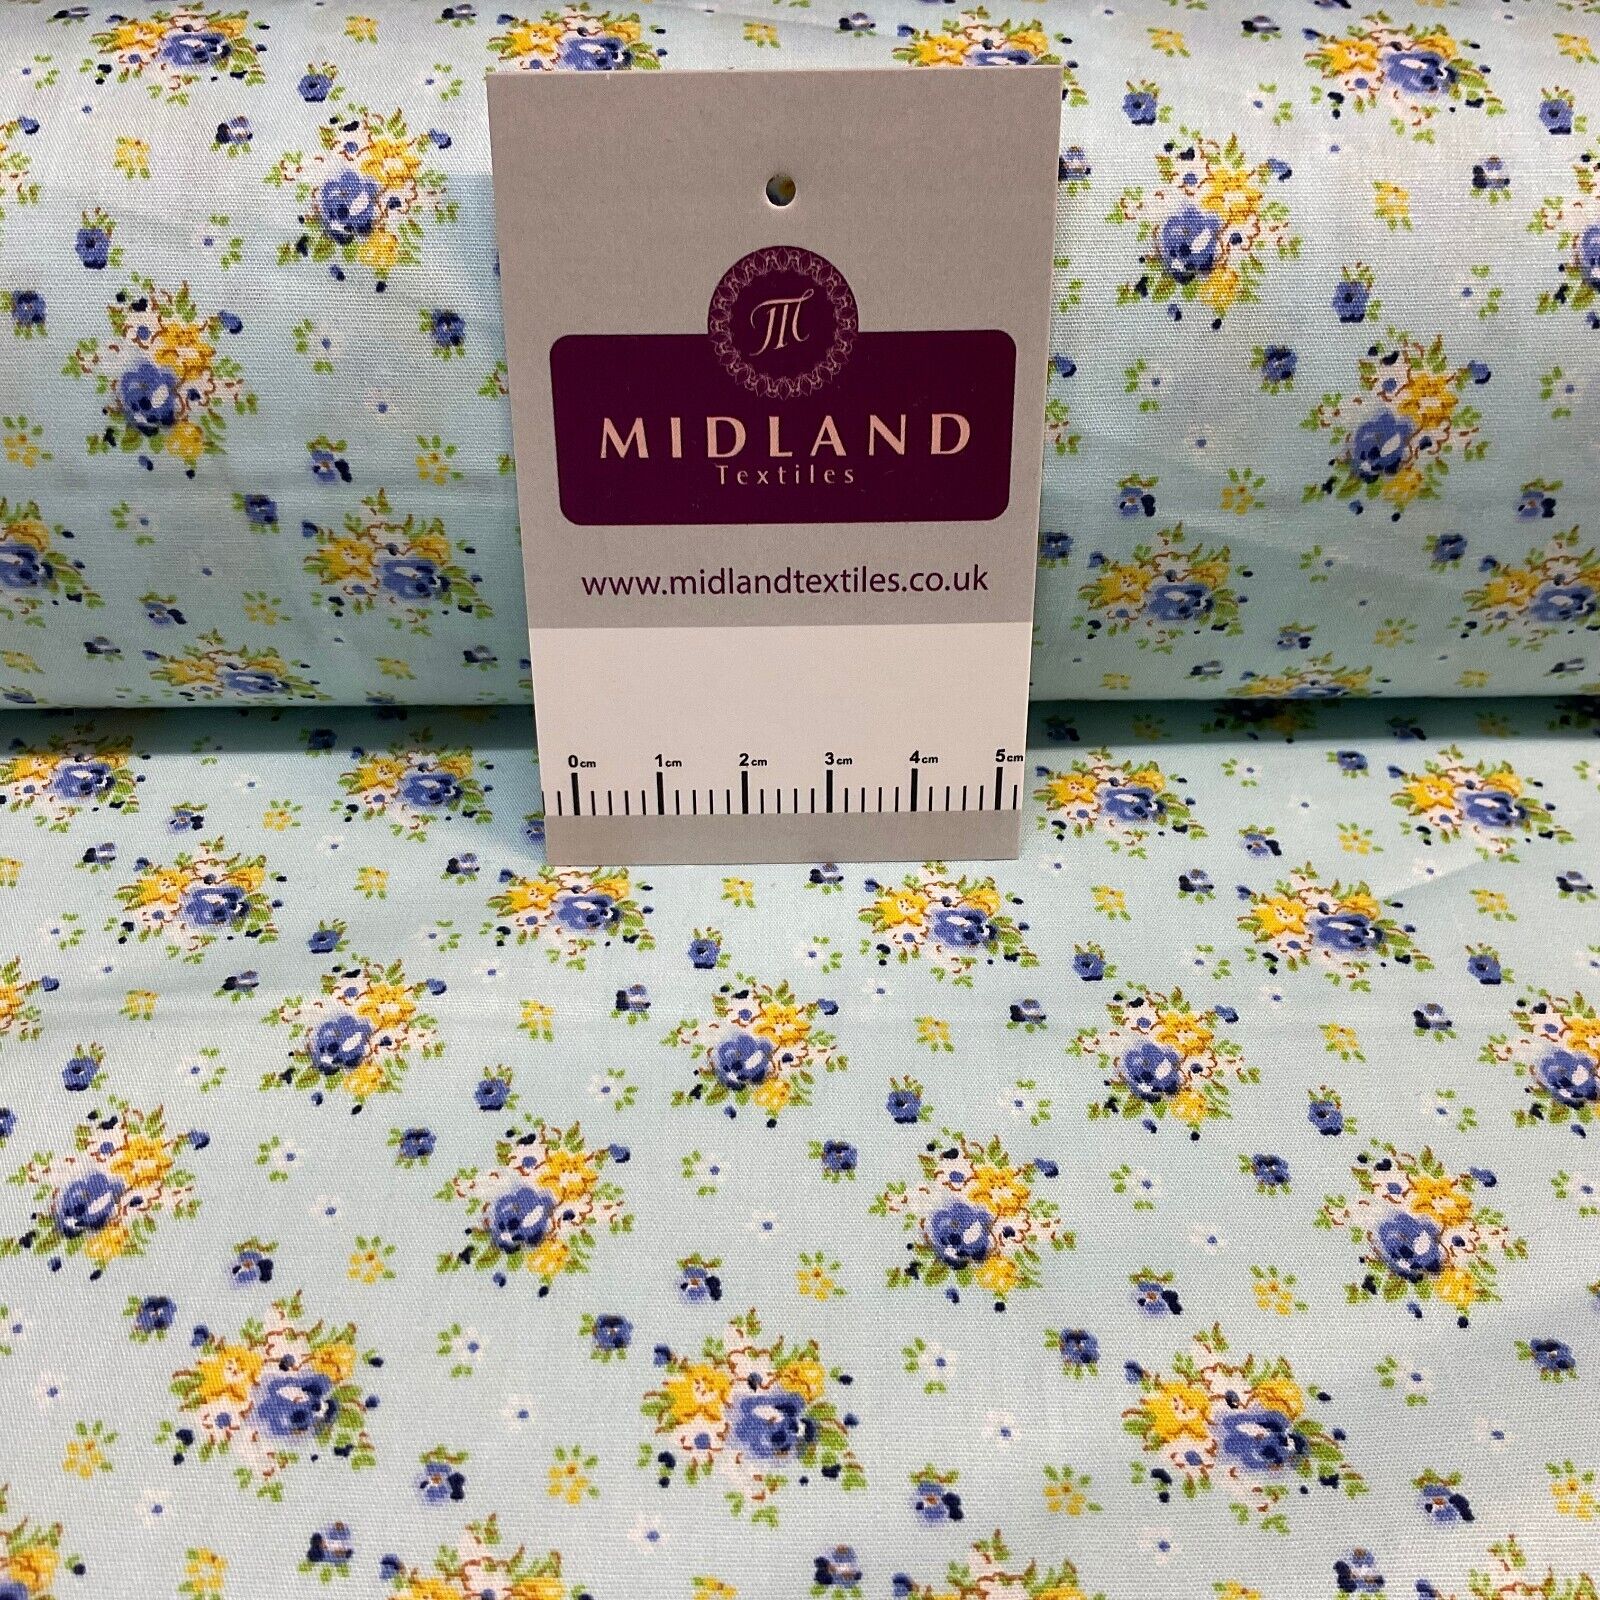 M
MIDLAND
Textiles
www.midlandtextiles.co.uk
0cm 1cm 2cm 3cm 4cm 5cm